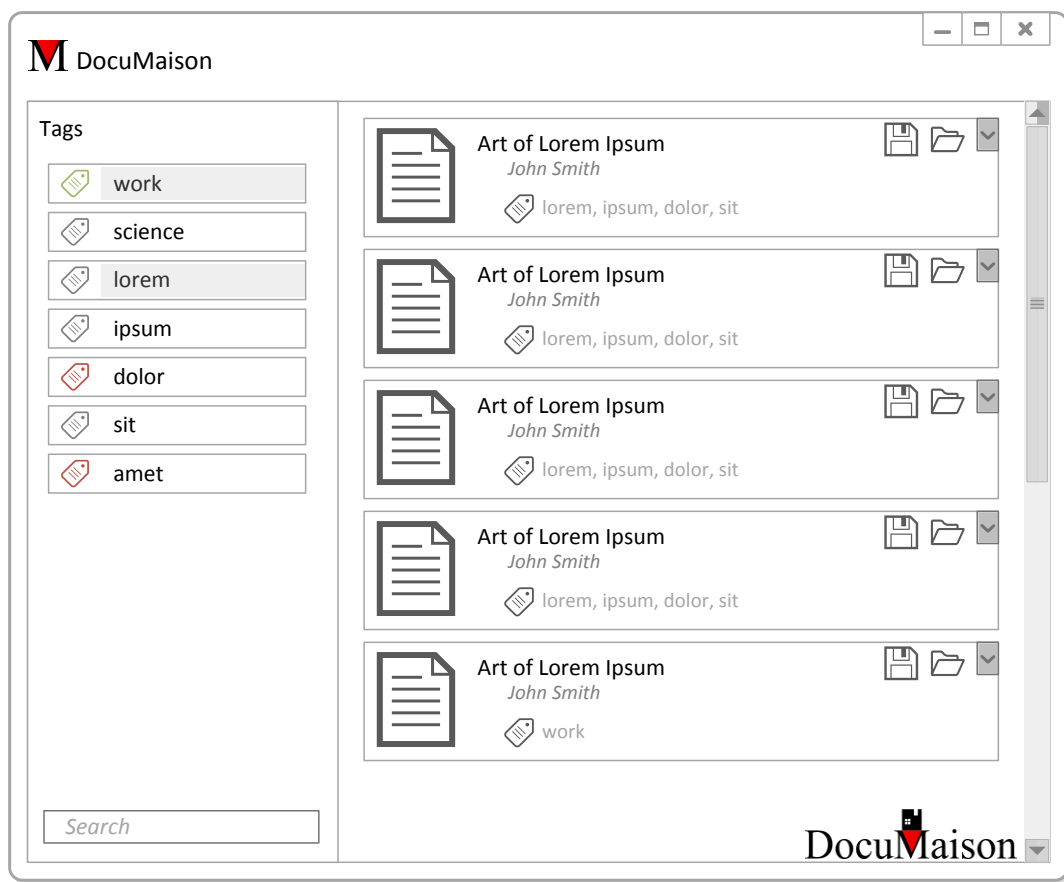 M DocuMaison
Tags
work
science
lorem
ipsum
dolor
sit
amet
Search
Art of Lorem Ipsum
John Smith
lorem, ipsum, dolor, sit
Art of Lorem Ipsum
John Smith
lorem, ipsum, dolor, sit
Art of Lorem Ipsum
John Smith
lorem, ipsum, dolor, sit
Art of Lorem Ipsum
John Smith
lorem, ipsum, dolor, sit
Art of Lorem Ipsum
John Smith
work
DocuMaison